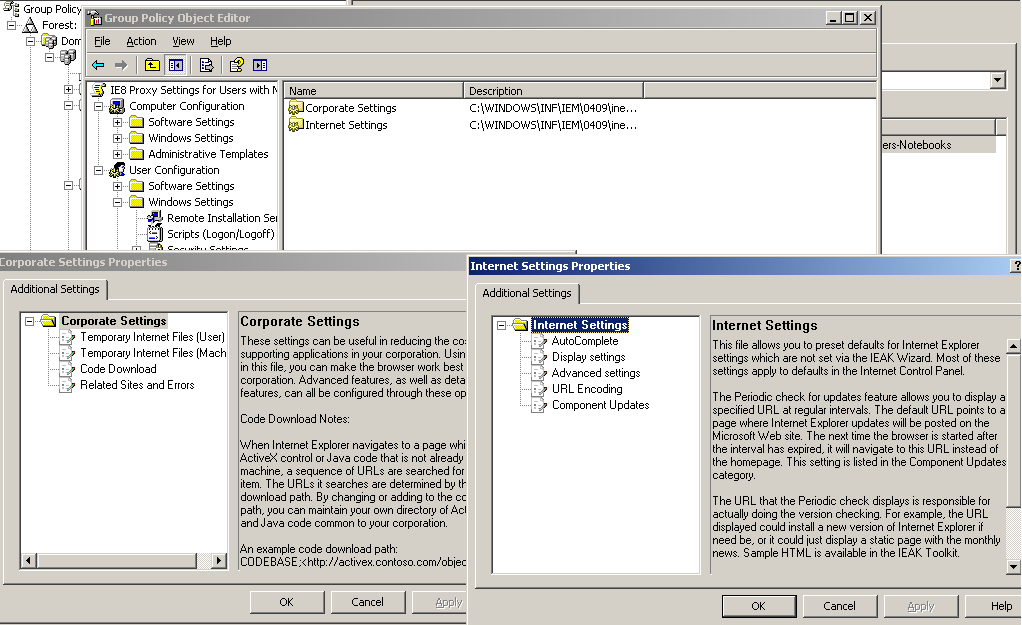 Group Policy
Forest:
Dom
Group Policy Object Editor
File Action View Help
IE8 Proxy Settings for Users with N
Computer Configuration
Software Settings
Windows Settings
Administrative Templates
User Configuration
Software Settings
Windows Settings
Remote Installation Ser
Scripts (Logon/Logoff)
Security Settings
Name Description
Corporate Settings C:\WINDOWS\INF\IEM\0409\ine...
Internet Settings C:\WINDOWS\INF\IEM\0409\ine...
ers-Notebooks
Corporate Settings Properties
Additional Settings
Corporate Settings
Temporary Internet Files (User)
Temporary Internet Files (Mach
Code Download
Related Sites and Errors
Corporate Settings
These settings can be useful in reducing the co
supporting applications in your corporation. Usin
in this file, you can make the browser work best
corporation. Advanced features, as well as deta
features, can all be configured through these op
Code Download Notes:
When Internet Explorer navigates to a page whi
ActiveX control or Java code that is not already
machine, a sequence of URLs are searched for
item. The URLs it searches are determined by th
download path. By changing or adding to the co
path, you can maintain your own directory of Act
and Java code common to your corporation.
An example code download path:
CODEBASE;<http://activex.contoso.com/objec
OK Cancel Apply
Internet Settings Properties
?
Additional Settings
Internet Settings
AutoComplete
Display settings
Advanced settings
URL Encoding
Component Updates
Internet Settings
This file allows you to preset defaults for Internet Explorer
settings which are not set via the IEAK Wizard. Most of these
settings apply to defaults in the Internet Control Panel.
The Periodic check for updates feature allows you to display a
specified URL at regular intervals. The default URL points to a
page where Internet Explorer updates will be posted on the
Microsoft Web site. The next time the browser is started after
the interval has expired, it will navigate to this URL instead of
the homepage. This setting is listed in the Component Updates
category.
The URL that the Periodic check displays is responsible for
actually doing the version checking. For example, the URL
displayed could install a new version of Internet Explorer if
need be, or it could just display a static page with the monthly
news. Sample HTML is available in the IEAK Toolkit.
OK Cancel Apply Help